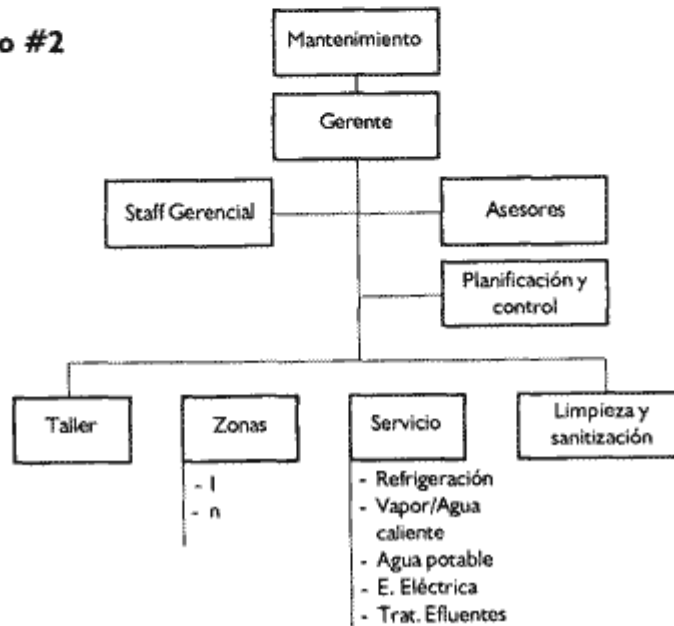 o #2
Mantenimiento
Gerente
Staff Gerencial
Asesores
Planificación y
control
Taller
Zonas
Servicio
Limpieza y
sanitización
- I
- n
- Refrigeración
- Vapor/Agua
caliente
- Agua potable
- E. Eléctrica
- Trat. Efluentes